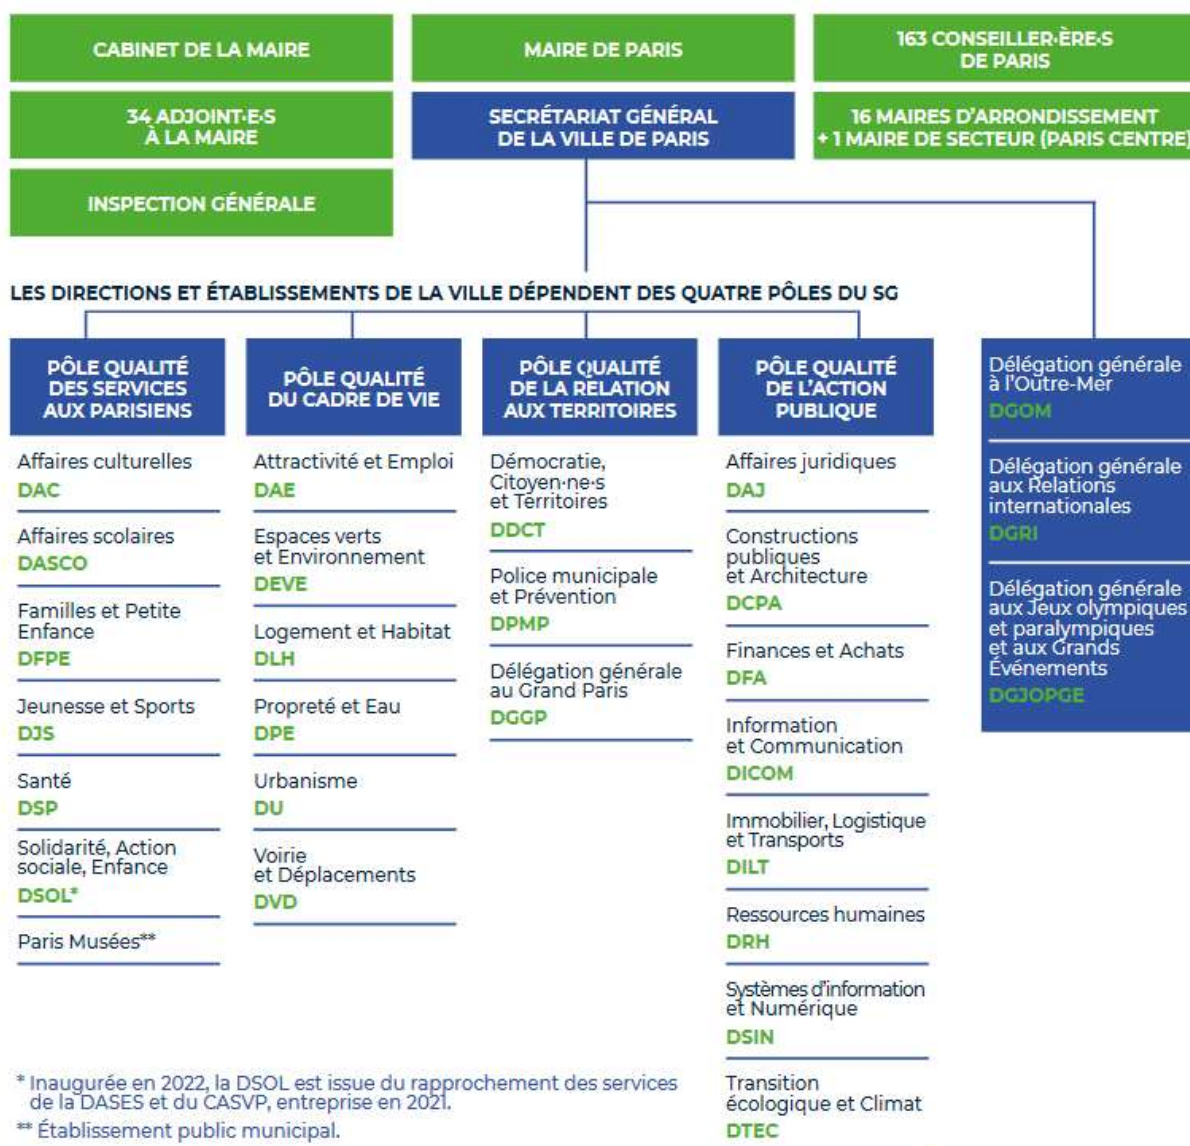 CABINET DE LA MAIRE
MAIRE DE PARIS
163 CONSEILLER·ÈRE·S
DE PARIS
34 ADJOINT·E·S
À LA MAIRE
SECRÉTARIAT GÉNÉRAL
DE LA VILLE DE PARIS
16 MAIRES D'ARRONDISSEMENT
+ 1 MAIRE DE SECTEUR (PARIS CENTRE)
INSPECTION GÉNÉRALE
LES DIRECTIONS ET ÉTABLISSEMENTS DE LA VILLE DÉPENDENT DES QUATRE PÔLES DU SG
PÔLE QUALITÉ
DES SERVICES
AUX PARISIENS
Affaires culturelles
DAC
Affaires scolaires
DASCO
Familles et Petite
Enfance
DFPE
Jeunesse et Sports
DJS
Santé
DSP
Solidarité, Action
sociale, Enfance
DSOL*
Paris Musées**
PÔLE QUALITÉ
DU CADRE DE VIE
Attractivité et Emploi
DAE
Espaces verts
et Environnement
DEVE
Logement et Habitat
DLH
Propreté et Eau
DPE
Urbanisme
DU
Voirie
et Déplacements
DVD
PÔLE QUALITÉ
DE LA RELATION
AUX TERRITOIRES
Démocratie,
Citoyen·ne·s
et Territoires
DDCT
Police municipale
et Prévention
DPMP
Délégation générale
au Grand Paris
DGGP
PÔLE QUALITÉ
DE L'ACTION
PUBLIQUE
Affaires juridiques
DAJ
Constructions
publiques
et Architecture
DCPA
Finances et Achats
DFA
Information
et Communication
DICOM
Immobilier, Logistique
et Transports
DILT
Ressources humaines
DRH
Systèmes d'information
et Numérique
DSIN
Transition
écologique et Climat
DTEC
Délégation générale
à l'Outre-Mer
DGOM
Délégation générale
aux Relations
internationales
DGRI
Délégation générale
aux Jeux olympiques
et paralympiques
et aux Grands
Événements
DGJOPGE
* Inaugurée en 2022, la DSOL est issue du rapprochement des services
de la DASES et du CASVP, entreprise en 2021.
** Établissement public municipal.